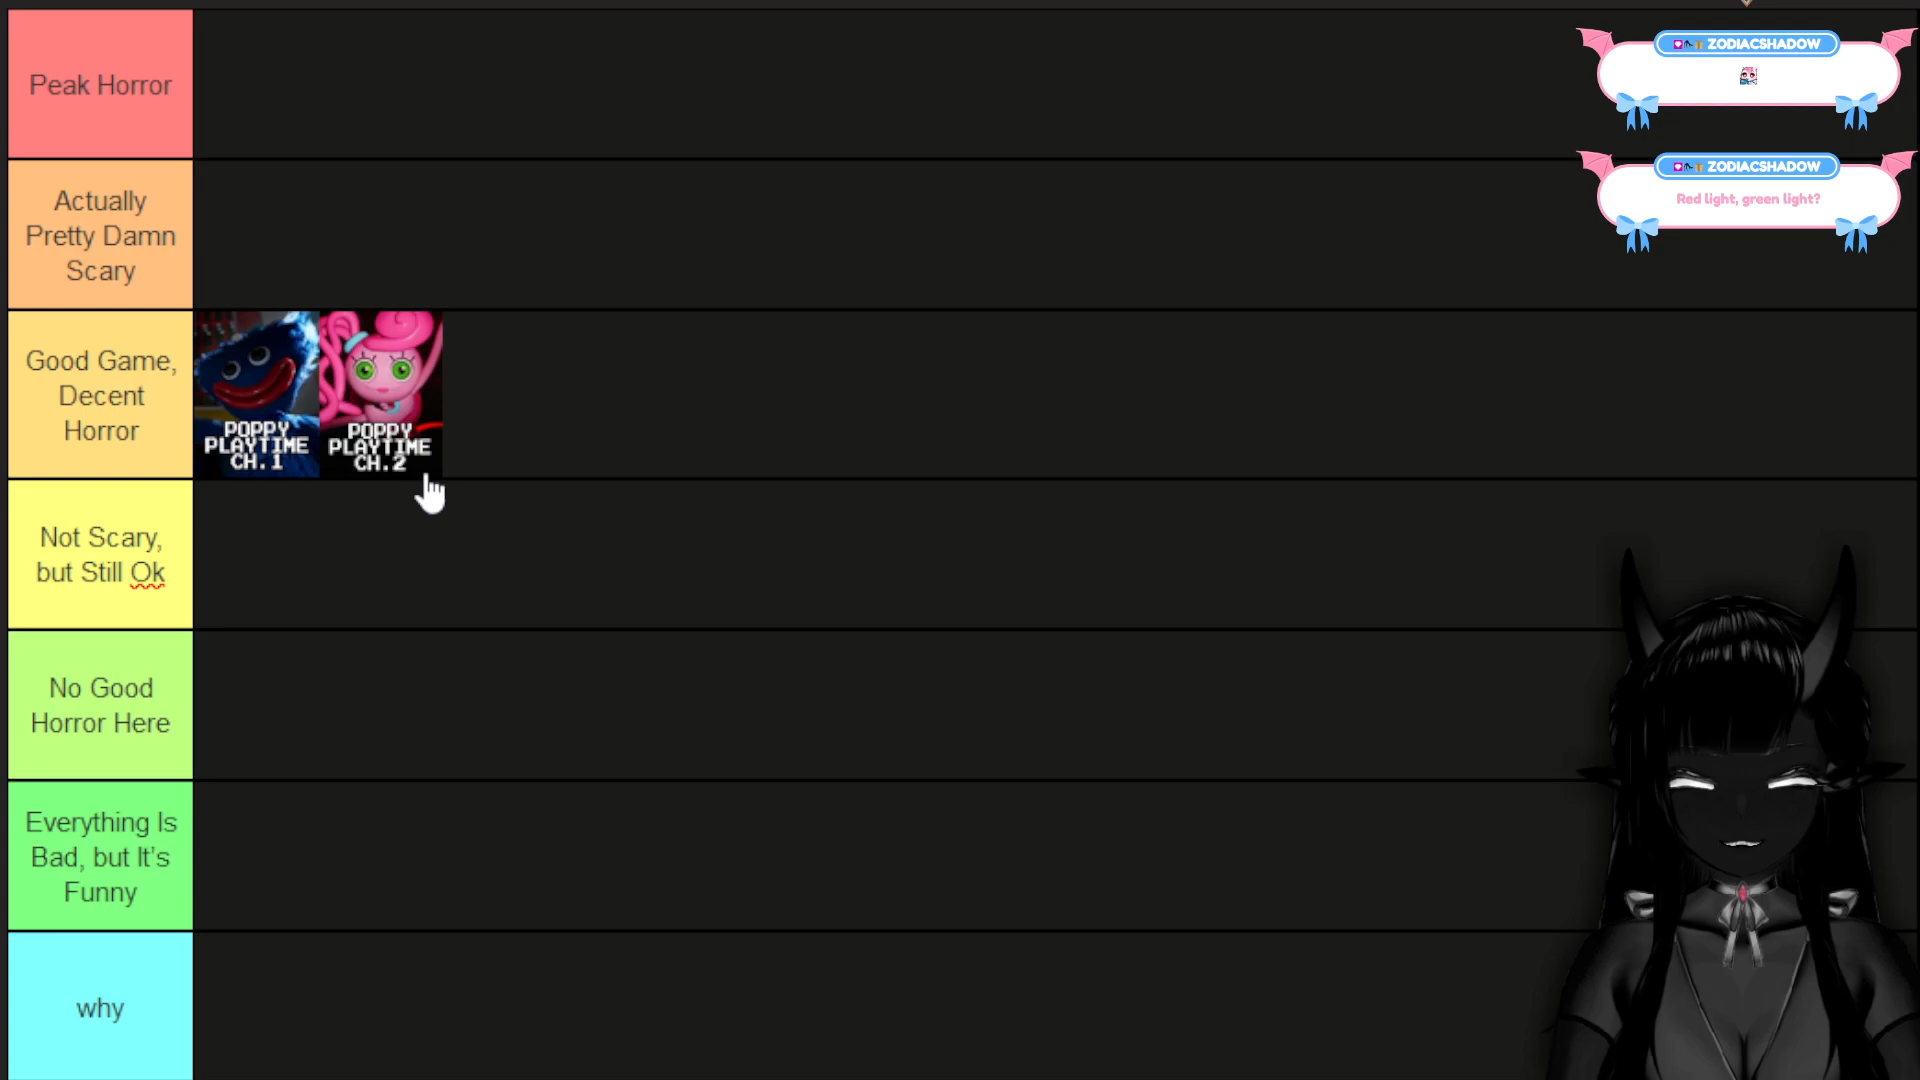 Peak Horror
Actually
Pretty Damn
Scary
Good Game,
Decent
Horror
POPPY
PLAYTIME
CH.1
POPPY
PLAYTIME
CH.2
Not Scary,
but Still Ok
No Good
Horror Here
Everything Is
Bad, but It's
Funny
why
ZODIACSHADOW
ZODIACSHADOW
Red light, green light?